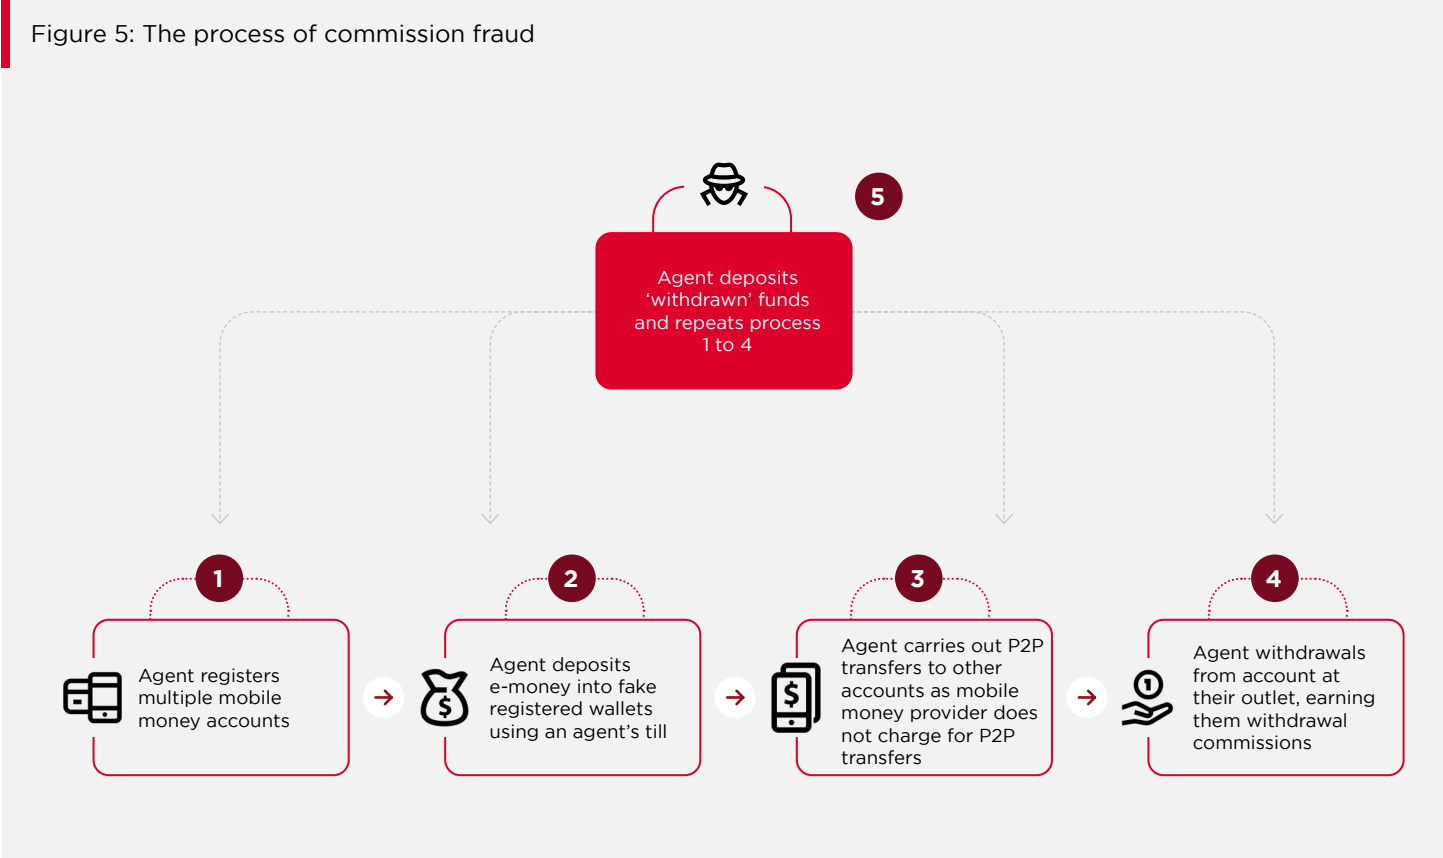 Figure 5: The process of commission fraud
5
Agent deposits
‘withdrawn’ funds
and repeats process
1 to 4
1
Agent registers
multiple mobile
money accounts
2
Agent deposits
e-money into fake
registered wallets
using an agent’s till
$
3
Agent carries out P2P
transfers to other
accounts as mobile
money provider does
not charge for P2P
transfers
$
4
Agent withdrawals
from account at
their outlet, earning
them withdrawal
commissions
1